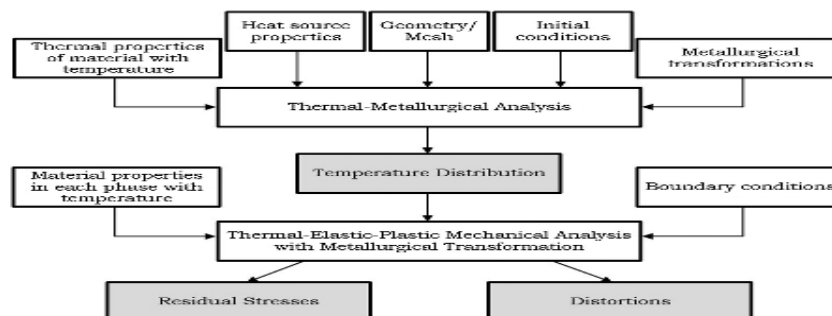 Heat source
properties
Geometry/
Mesh
Initial
conditions
Thermal properties
of material with
temperature
Metallurgical
transformations
Thermal-Metallurgical Analysis
Temperature Distribution
Material properties
in each phase with
temperature
Boundary conditions
Thermal-Elastic-Plastic Mechanical Analysis
with Metallurgical Transformation
Residual Stresses
Distortions